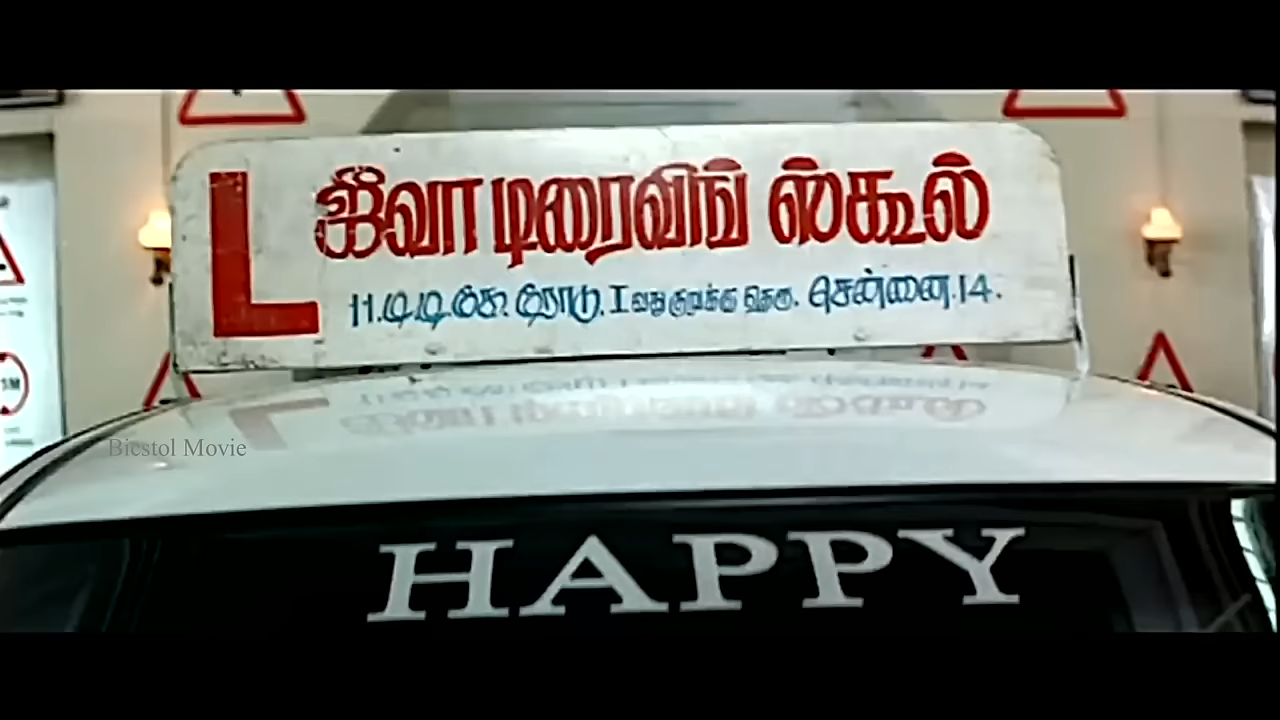 L ஜீவா டிரைவிங் ஸ்கூல்
11.டி.டி.கே. ரோடு. I வது குறுக்கு தெரு. சென்னை.14.
Bicstol Movie
HAPPY